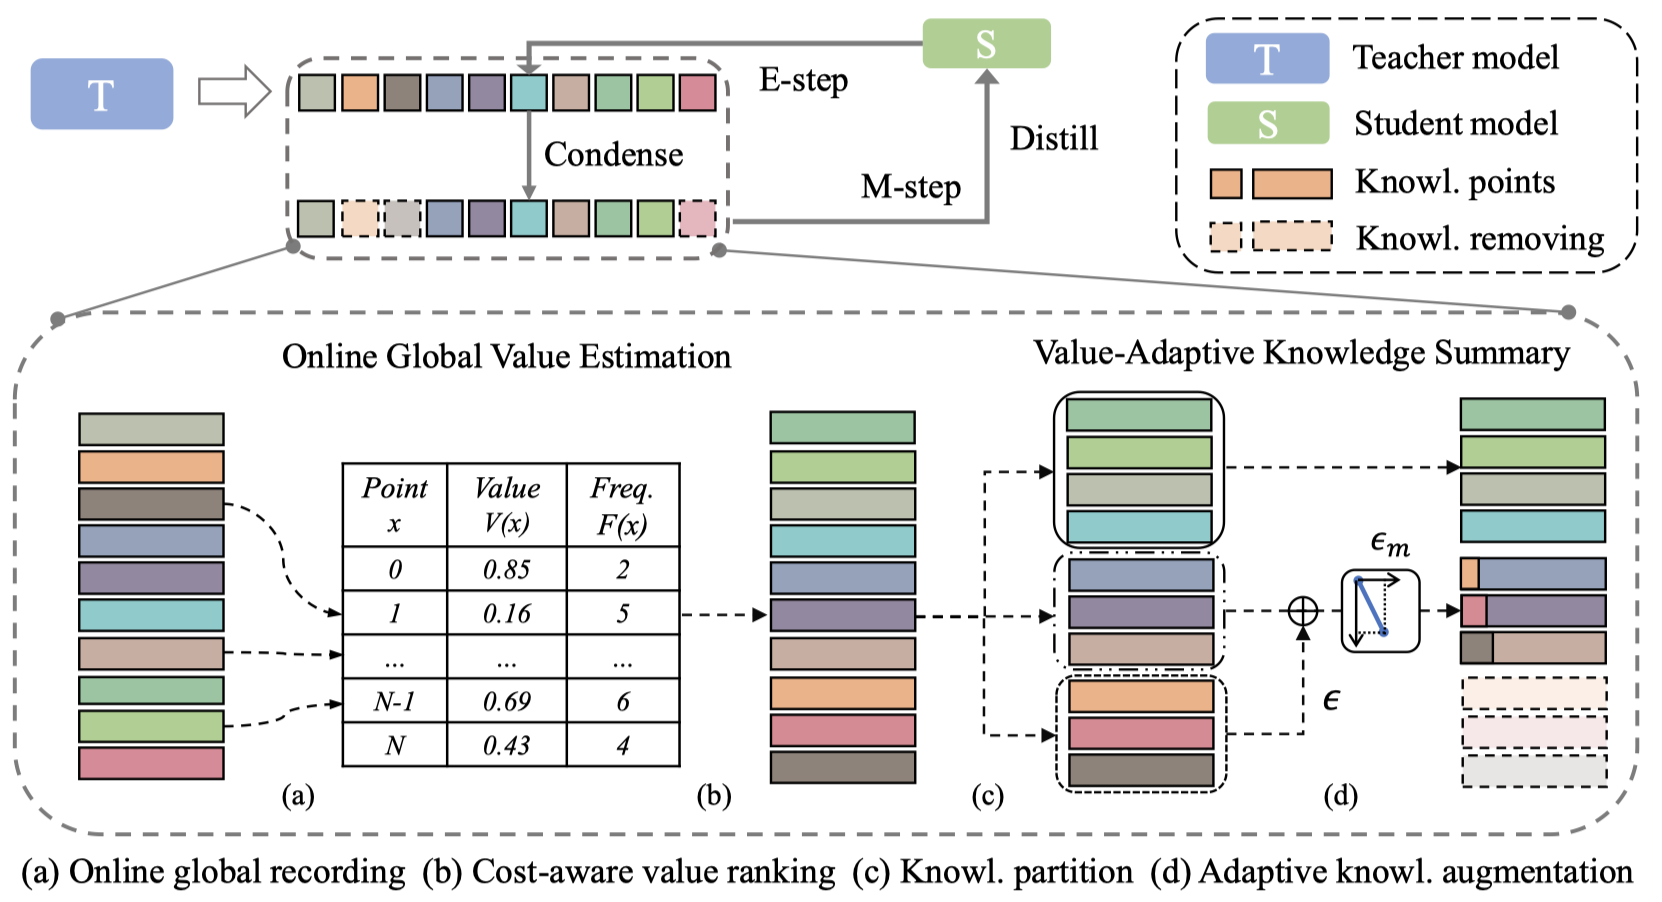 T
E-step
S
Condense
Distill
M-step
T Teacher model
S Student model
Knowl. points
Knowl. removing
Online Global Value Estimation
Value-Adaptive Knowledge Summary
Point x Value V(x) Freq. F(x)
0 0.85 2
1 0.16 5
... ... ...
N-1 0.69 6
N 0.43 4
ϵm
ϵ
(a) (b) (c) (d)
(a) Online global recording (b) Cost-aware value ranking (c) Knowl. partition (d) Adaptive knowl. augmentation